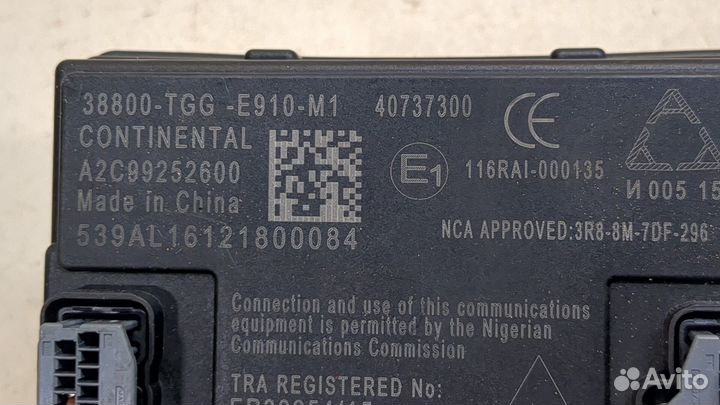 38800-TGG -E910-M1 40737300
CONTINENTAL
A2C99252600
Made in China
539AL16121800084
CE
E1
116RAI-000135
И 005 15
NCA APPROVED:3R8-8M-7DF-296
Connection and use of this communications
equipment is permitted by the Nigerian
Communications Commission
TRA REGISTERED No:
Avito